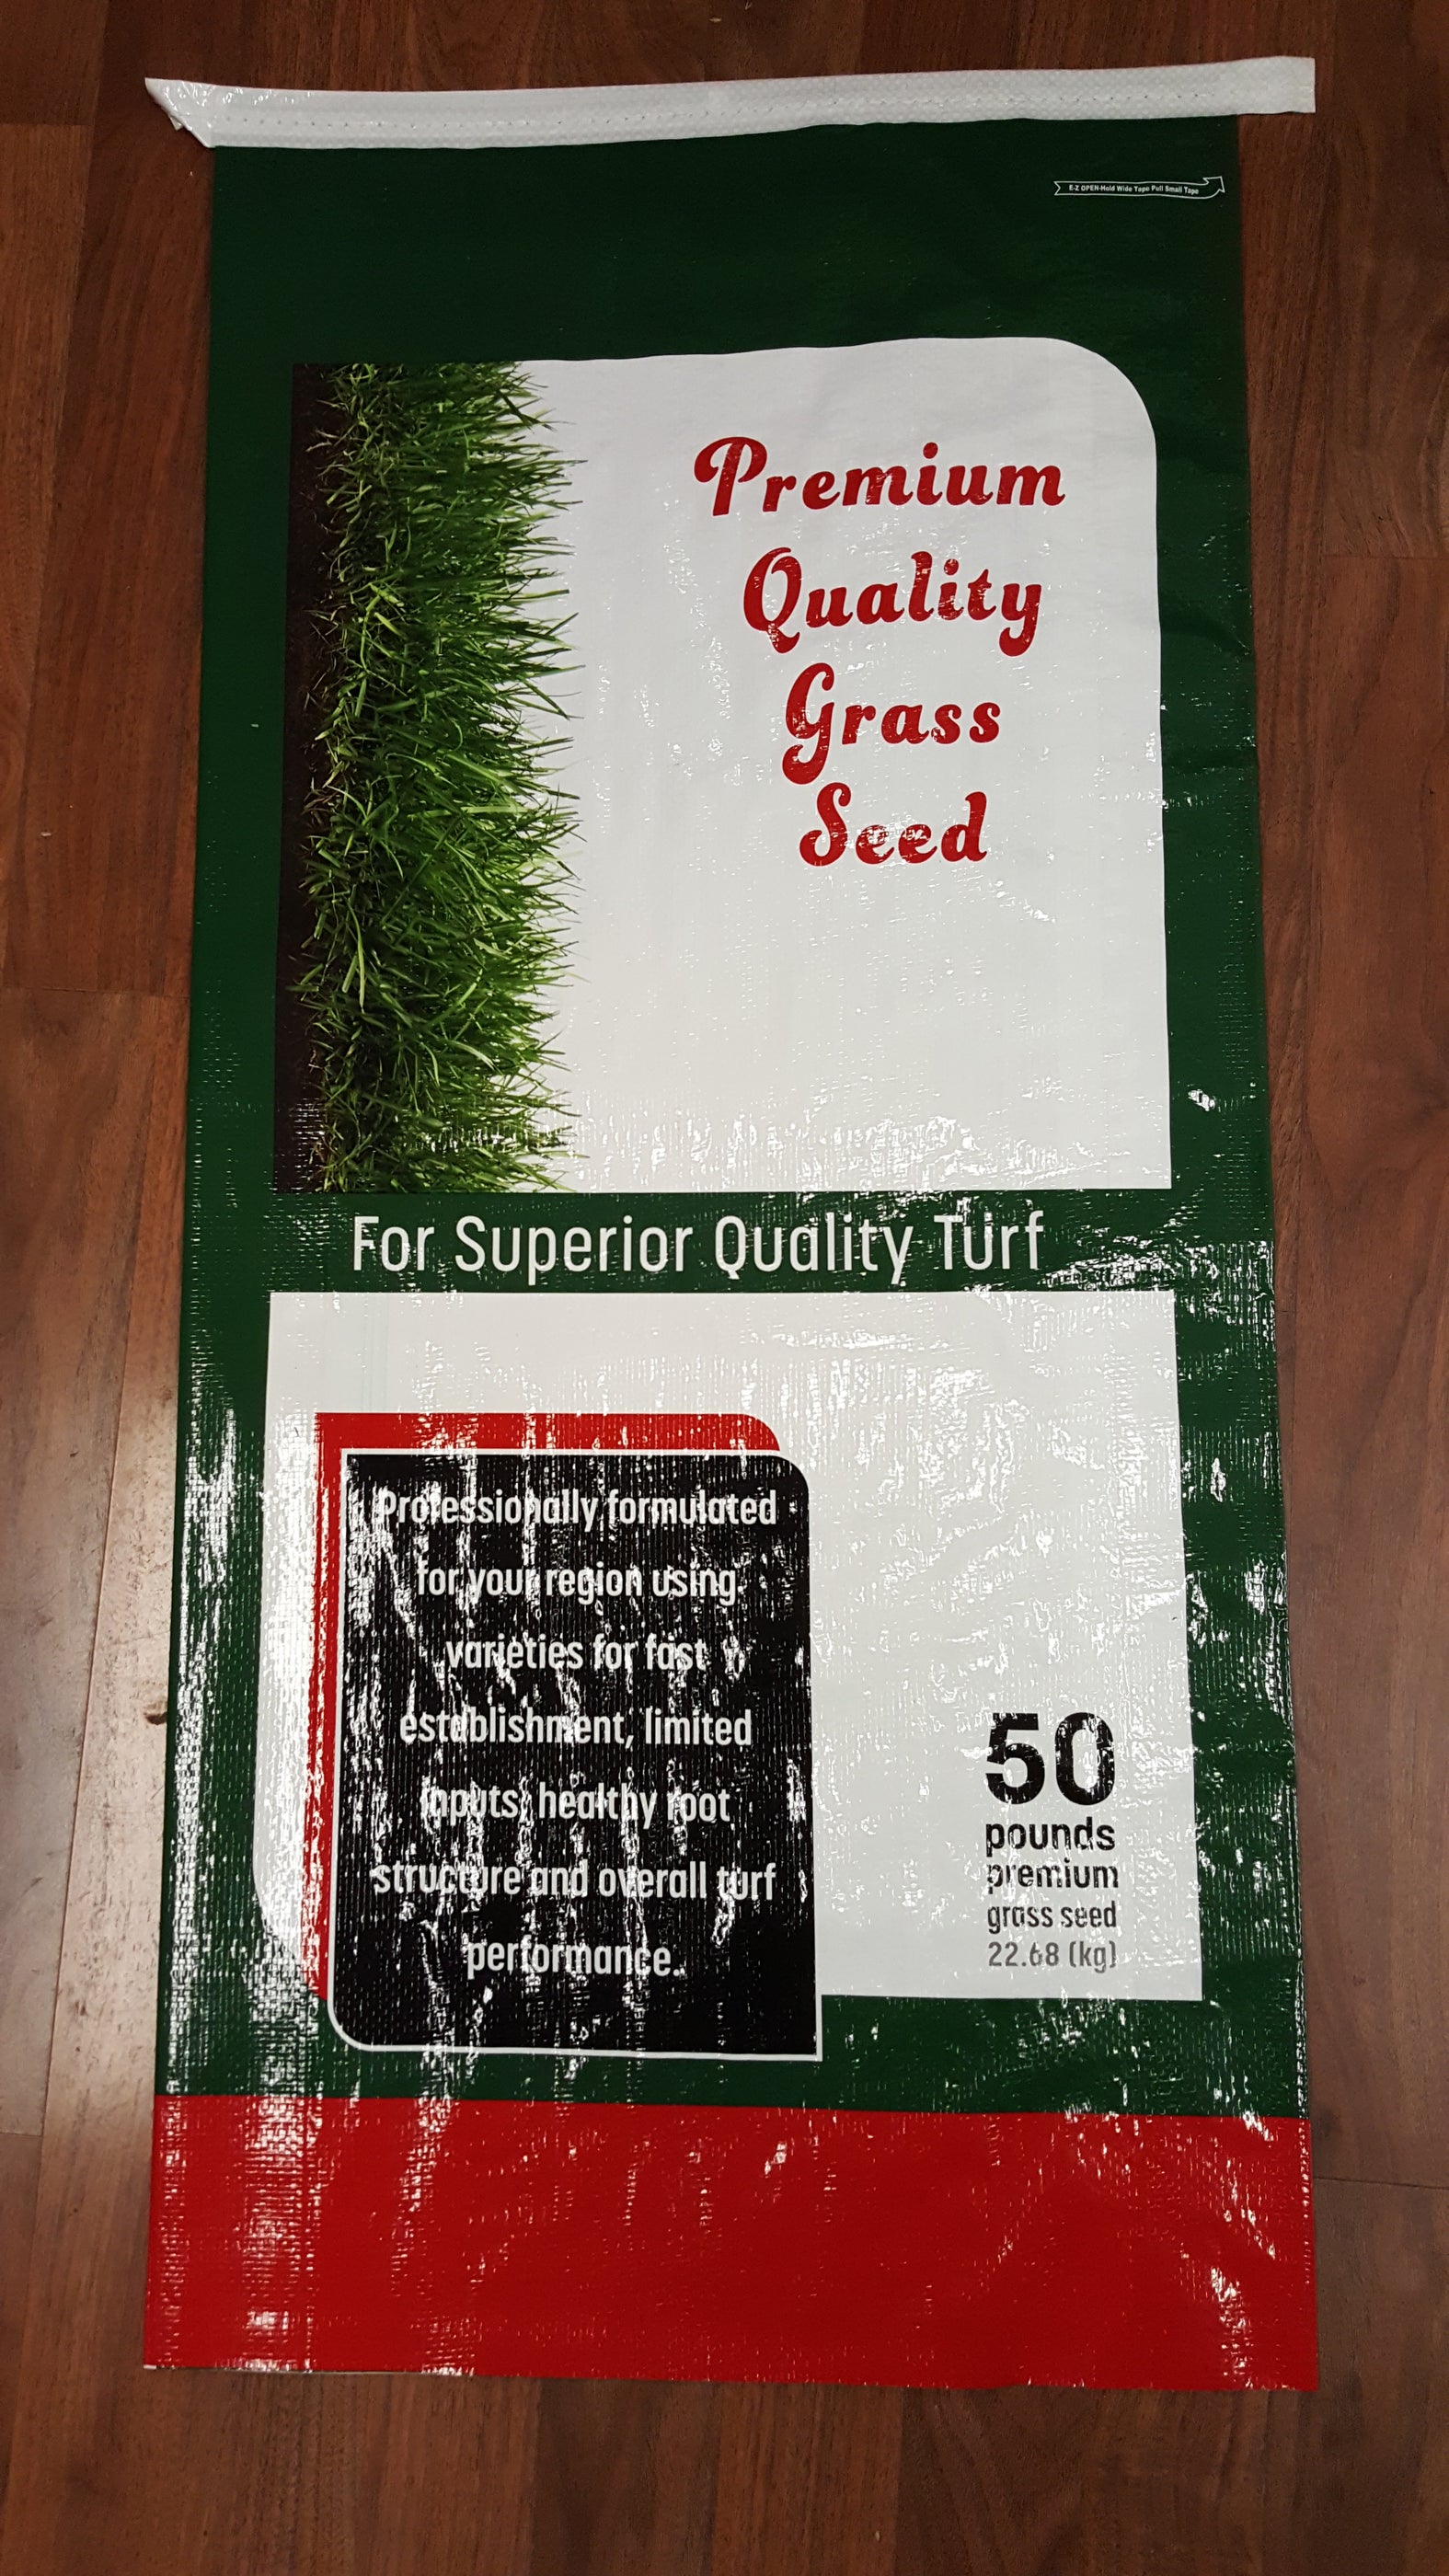 E-Z OPEN-Hold Wide Tape Pull Small Tape
Premium
Quality
Grass
Seed
For Superior Quality Turf
Professionally formulated
for your region using
varieties for fast
establishment, limited
inputs, healthy root
structure and overall turf
performance.
50
pounds
premium
grass seed
22.68 (kg)